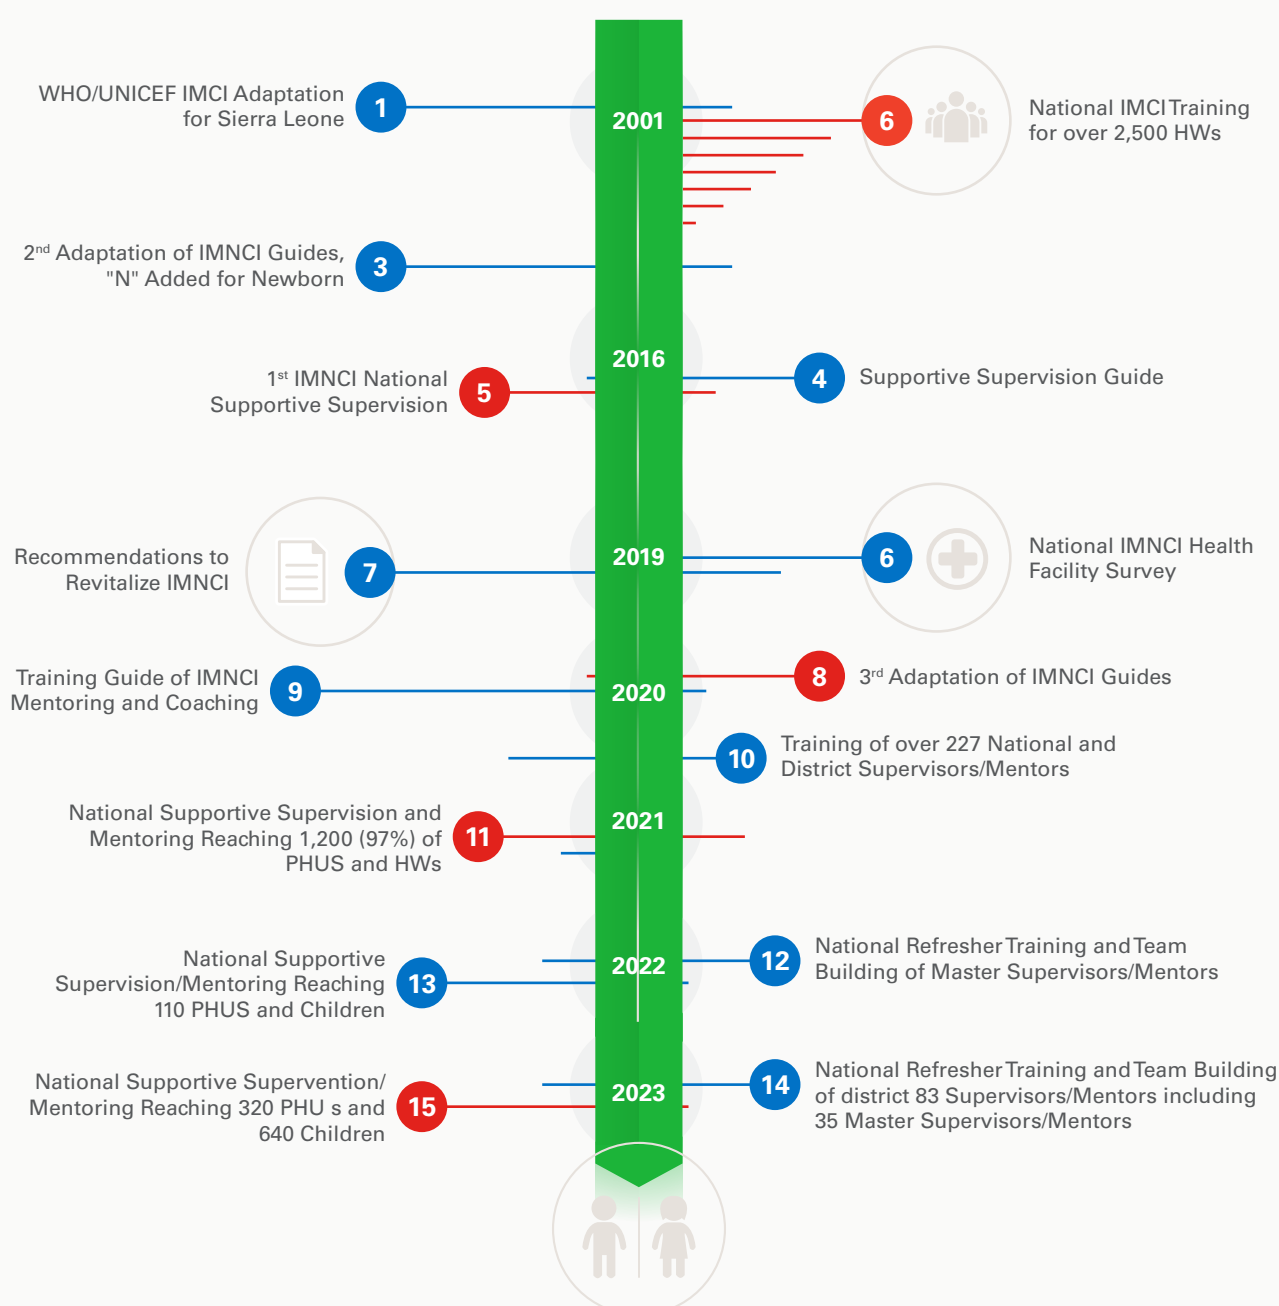 WHO/UNICEF IMCI Adaptation
for Sierra Leone
1
2001
6
National IMCI Training
for over 2,500 HWs
2nd Adaptation of IMNCI Guides,
"N" Added for Newborn
3
2016
1st IMNCI National
Supportive Supervision
5
4
Supportive Supervision Guide
Recommendations to
Revitalize IMNCI
7
2019
6
National IMNCI Health
Facility Survey
Training Guide of IMNCI
Mentoring and Coaching
9
2020
8
3rd Adaptation of IMNCI Guides
10
Training of over 227 National and
District Supervisors/Mentors
National Supportive Supervision and
Mentoring Reaching 1,200 (97%) of
PHUS and HWs
11
2021
National Supportive
Supervision/Mentoring Reaching
110 PHUS and Children
13
2022
12
National Refresher Training and Team
Building of Master Supervisors/Mentors
National Supportive Supervention/
Mentoring Reaching 320 PHU s and
640 Children
15
2023
14
National Refresher Training and Team Building
of district 83 Supervisors/Mentors including
35 Master Supervisors/Mentors